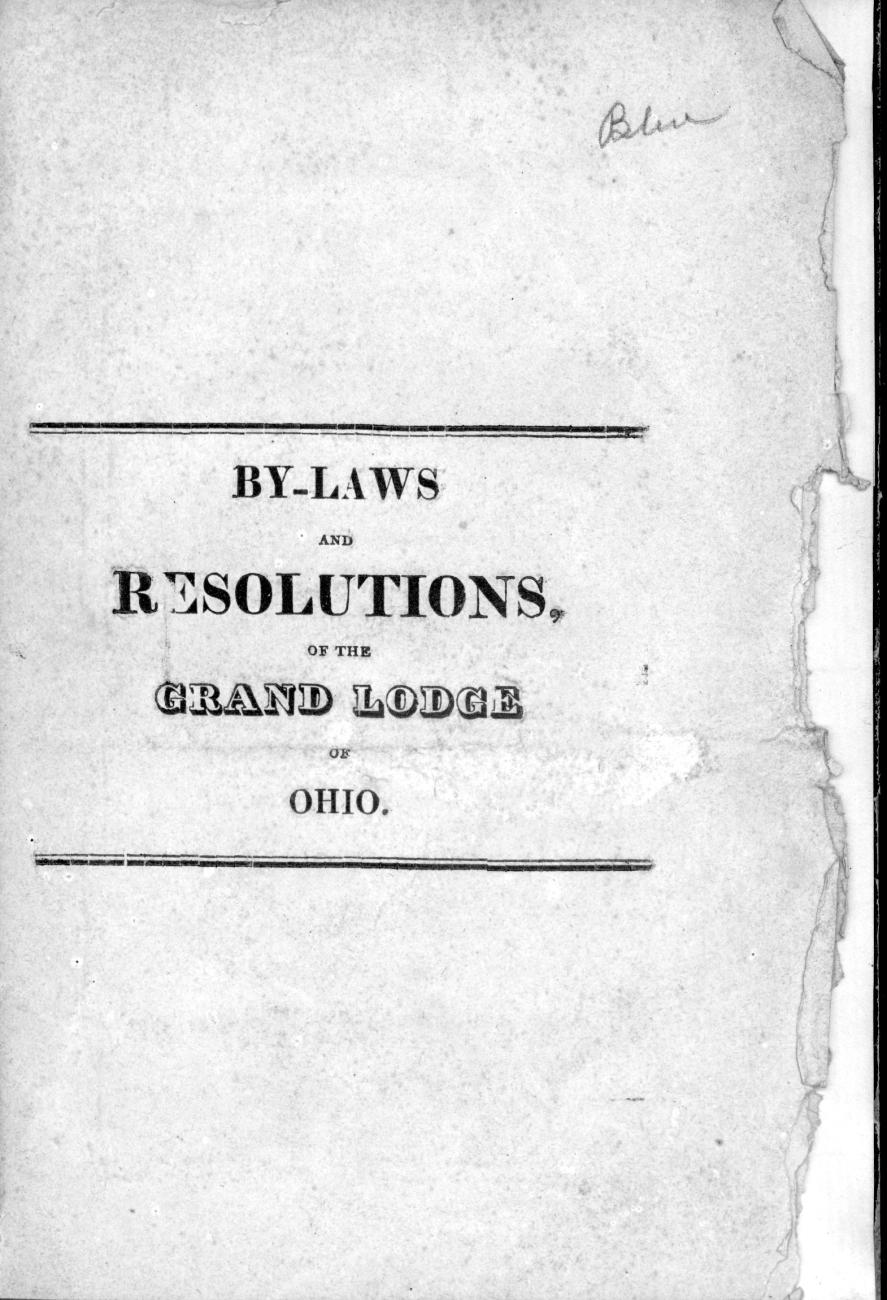 Blue
BY-LAWS
AND
RESOLUTIONS,
OF THE
GRAND LODGE
OF
OHIO.